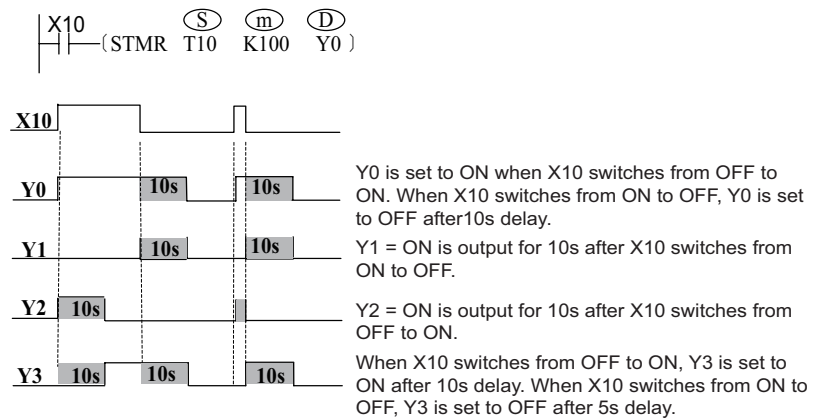 X10
S m D
(STMR T10 K100 Y0)
X10
Y0 10s 10s
Y0 is set to ON when X10 switches from OFF to
ON. When X10 switches from ON to OFF, Y0 is set
to OFF after10s delay.
Y1 10s 10s
Y1 = ON is output for 10s after X10 switches from
ON to OFF.
Y2 10s
Y2 = ON is output for 10s after X10 switches from
OFF to ON.
Y3 10s 10s 10s
When X10 switches from OFF to ON, Y3 is set to
ON after 10s delay. When X10 switches from ON to
OFF, Y3 is set to OFF after 5s delay.